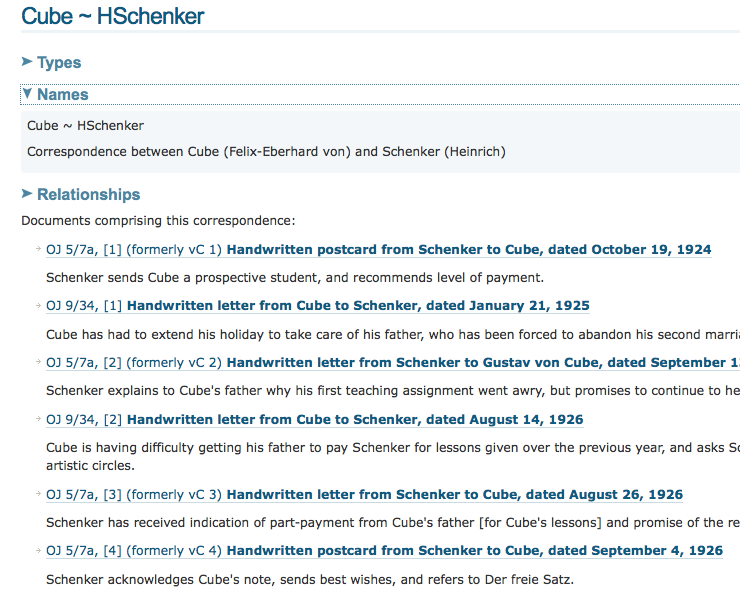 Cube ~ HSchenker
Types
Names
Cube ~ HSchenker
Correspondence between Cube (Felix-Eberhard von) and Schenker (Heinrich)
Relationships
Documents comprising this correspondence:
OJ 5/7a, [1] (formerly vC 1) Handwritten postcard from Schenker to Cube, dated October 19, 1924
Schenker sends Cube a prospective student, and recommends level of payment.
OJ 9/34, [1] Handwritten letter from Cube to Schenker, dated January 21, 1925
Cube has had to extend his holiday to take care of his father, who has been forced to abandon his second
OJ 5/7a, [2] (formerly vC 2) Handwritten letter from Schenker to Gustav von Cube, dated September
Schenker explains to Cube's father why his first teaching assignment went awry, but promises to continue to
OJ 9/34, [2] Handwritten letter from Cube to Schenker, dated August 14, 1926
Cube is having difficulty getting his father to pay Schenker for lessons given over the previous year, and asks
artistic circles.
OJ 5/7a, [3] (formerly vC 3) Handwritten letter from Schenker to Cube, dated August 26, 1926
Schenker has received indication of part-payment from Cube's father [for Cube's lessons] and promise of the
OJ 5/7a, [4] (formerly vC 4) Handwritten postcard from Schenker to Cube, dated September 4, 1926
Schenker acknowledges Cube's note, sends best wishes, and refers to Der freie Satz.